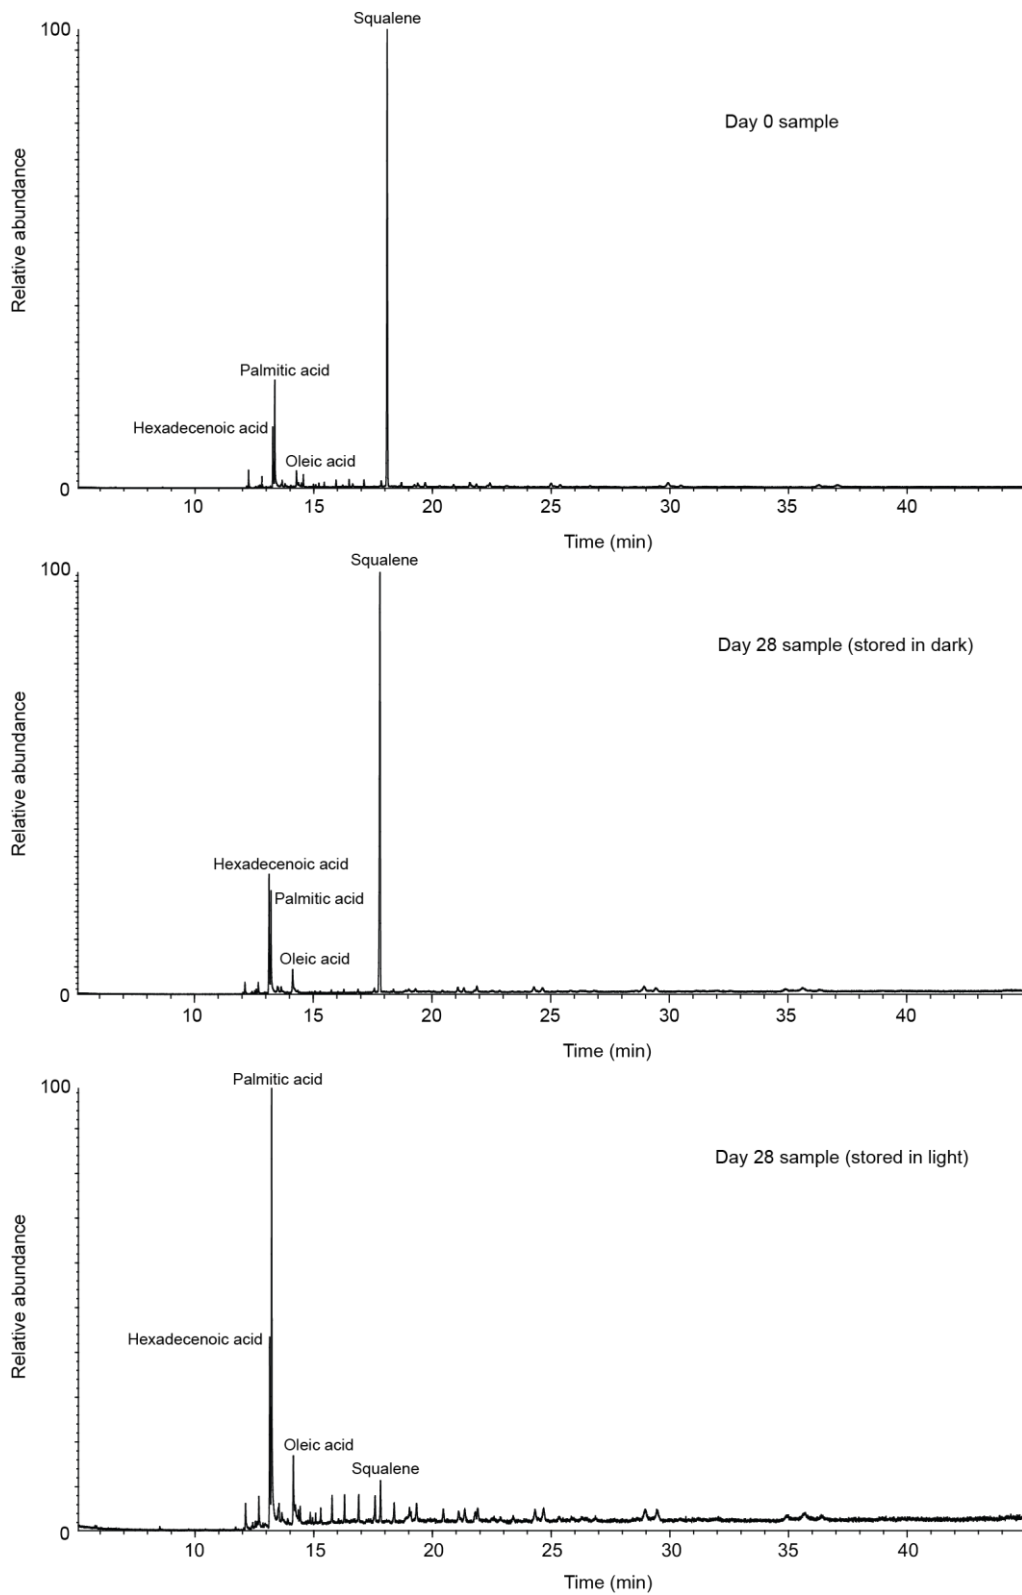 Squalene
100
Day 0 sample
Relative abundance
Palmitic acid
Hexadecenoic acid
Oleic acid
0
10 15 20 25 30 35 40
Time (min)
Squalene
100
Day 28 sample (stored in dark)
Relative abundance
Hexadecenoic acid
Palmitic acid
Oleic acid
0
10 15 20 25 30 35 40
Time (min)
Palmitic acid
100
Day 28 sample (stored in light)
Relative abundance
Hexadecenoic acid
Oleic acid
Squalene
0
10 15 20 25 30 35 40
Time (min)